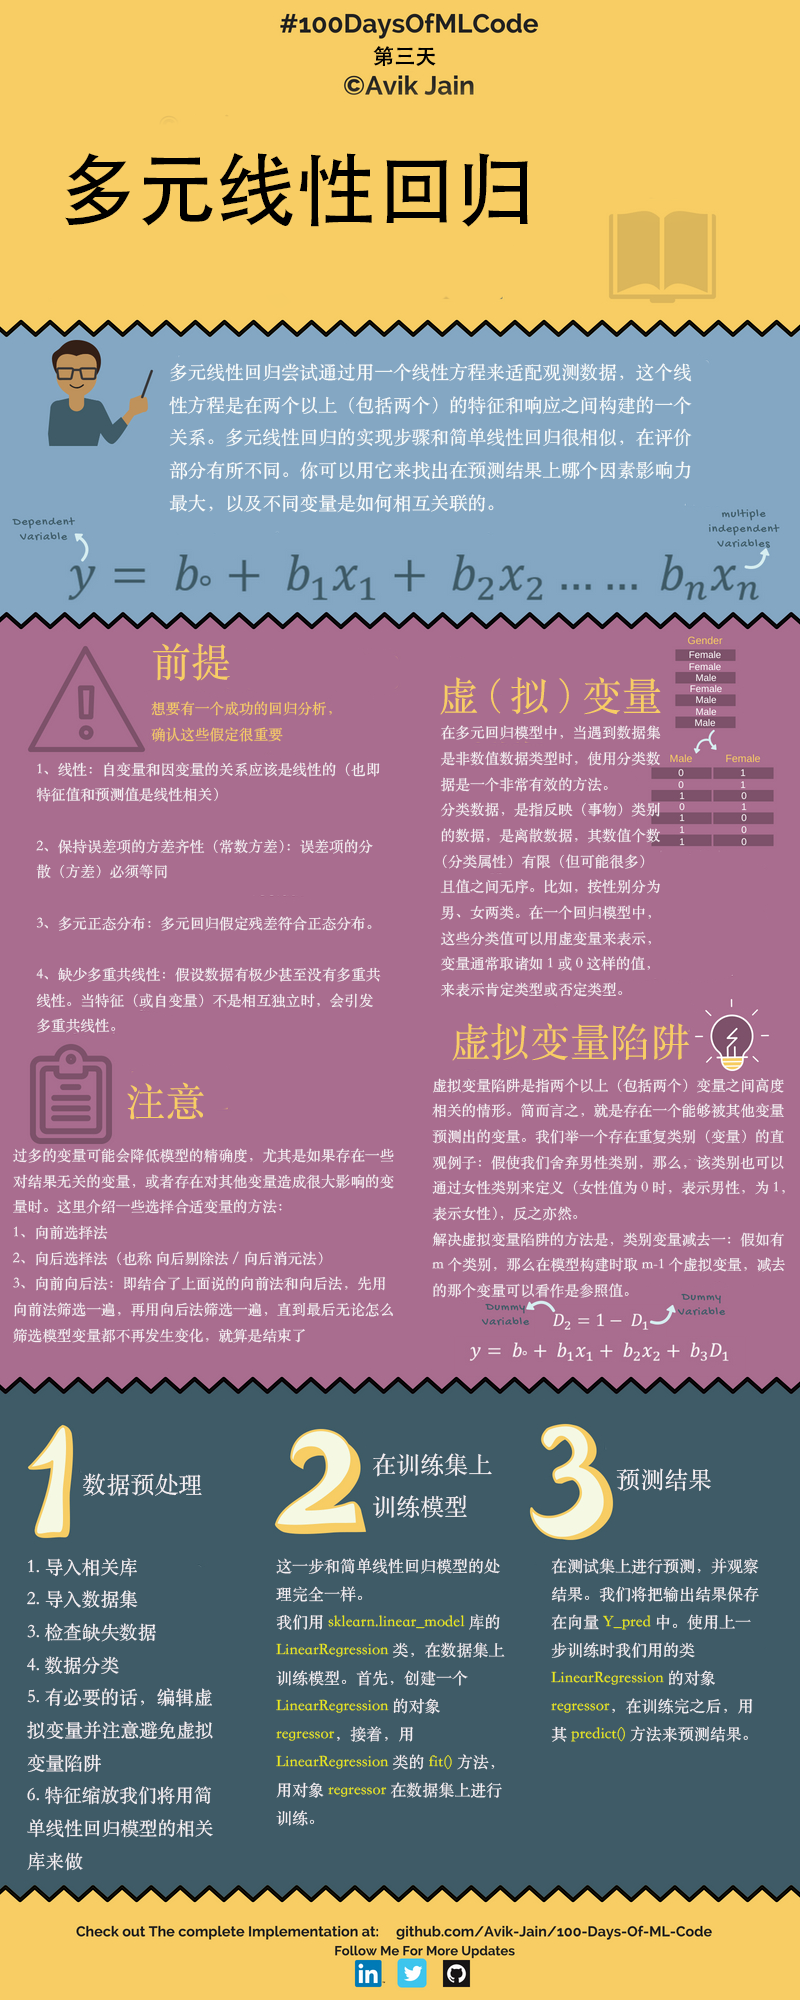 #100DaysOfMLCode
第三天
©Avik Jain
多元线性回归
多元线性回归尝试通过用一个线性方程来适配观测数据，这个线
性方程是在两个以上（包括两个）的特征和响应之间构建的一个
关系。多元线性回归的实现步骤和简单线性回归很相似，在评价
部分有所不同。你可以用它来找出在预测结果上哪个因素影响力
最大，以及不同变量是如何相互关联的。
Dependent
Variable
multiple
independent
Variables
y = b₀ + b₁x₁ + b₂x₂ ... ... bₙxₙ
前提
想要有一个成功的回归分析，
确认这些假定很重要
1、线性：自变量和因变量的关系应该是线性的（也即
特征值和预测值是线性相关）
2、保持误差项的方差齐性（常数方差）：误差项的分
散（方差）必须等同
3、多元正态分布：多元回归假定残差符合正态分布。
4、缺少多重共线性：假设数据有极少甚至没有多重共
线性。当特征（或自变量）不是相互独立时，会引发
多重共线性。
注意
过多的变量可能会降低模型的精确度，尤其是如果存在一些
对结果无关的变量，或者存在对其他变量造成很大影响的变
量时。这里介绍一些选择合适变量的方法：
1、向前选择法
2、向后选择法（也称 向后剔除法 / 向后消元法）
3、向前向后法：即结合了上面说的向前法和向后法，先用
向前法筛选一遍，再用向后法筛选一遍，直到最后无论怎么
筛选模型变量都不再发生变化，就算是结束了
虚（拟）变量
在多元回归模型中，当遇到数据集
是非数值数据类型时，使用分类数
据是一个非常有效的方法。
分类数据，是指反映（事物）类别
的数据，是离散数据，其数值个数
（分类属性）有限（但可能很多）
且值之间无序。比如，按性别分为
男、女两类。在一个回归模型中，
这些分类值可以用虚变量来表示，
变量通常取诸如 1 或 0 这样的值，
来表示肯定类型或否定类型。
Gender
Female
Female
Male
Female
Male
Male
Male
Male Female
0 1
0 1
1 0
0 1
1 0
1 0
1 0
虚拟变量陷阱
虚拟变量陷阱是指两个以上（包括两个）变量之间高度
相关的情形。简而言之，就是存在一个能够被其他变量
预测出的变量。我们举一个存在重复类别（变量）的直
观例子：假使我们舍弃男性类别，那么，该类别也可以
通过女性类别来定义（女性值为 0 时，表示男性，为 1，
表示女性），反之亦然。
解决虚拟变量陷阱的方法是，类别变量减去一：假如有
m 个类别，那么在模型构建时取 m-1 个虚拟变量，减去
的那个变量可以看作是参照值。
Dummy
Variable
D₂ = 1 − D₁
Dummy
Variable
y = b₀ + b₁x₁ + b₂x₂ + b₃D₁
1
数据预处理
1. 导入相关库
2. 导入数据集
3. 检查缺失数据
4. 数据分类
5. 有必要的话，编辑虚
拟变量并注意避免虚拟
变量陷阱
6. 特征缩放我们将用简
单线性回归模型的相关
库来做
2
在训练集上
训练模型
这一步和简单线性回归模型的处
理完全一样。
我们用 sklearn.linear_model 库的
LinearRegression 类，在数据集上
训练模型。首先，创建一个
LinearRegression 的对象
regressor，接着，用
LinearRegression 类的 fit() 方法，
用对象 regressor 在数据集上进行
训练。
3
预测结果
在测试集上进行预测，并观察
结果。我们将把输出结果保存
在向量 Y_pred 中。使用上一
步训练时我们用的类
LinearRegression 的对象
regressor，在训练完之后，用
其 predict() 方法来预测结果。
Check out The complete Implementation at: github.com/Avik-Jain/100-Days-Of-ML-Code
Follow Me For More Updates
in